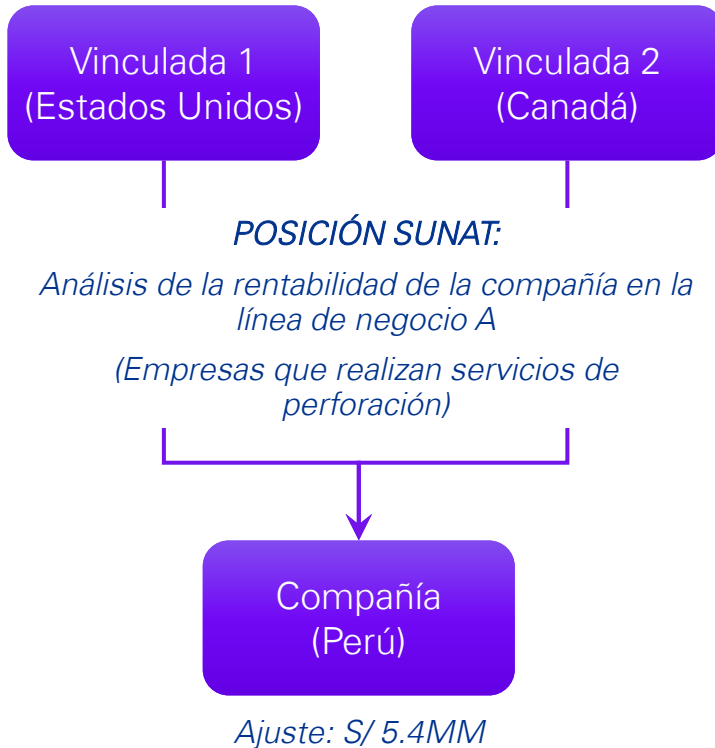 Vinculada 1
(Estados Unidos)
Vinculada 2
(Canadá)
POSICIÓN SUNAT:
Análisis de la rentabilidad de la compañía en la
línea de negocio A
(Empresas que realizan servicios de
perforación)
Compañía
(Perú)
Ajuste: S/ 5.4MM